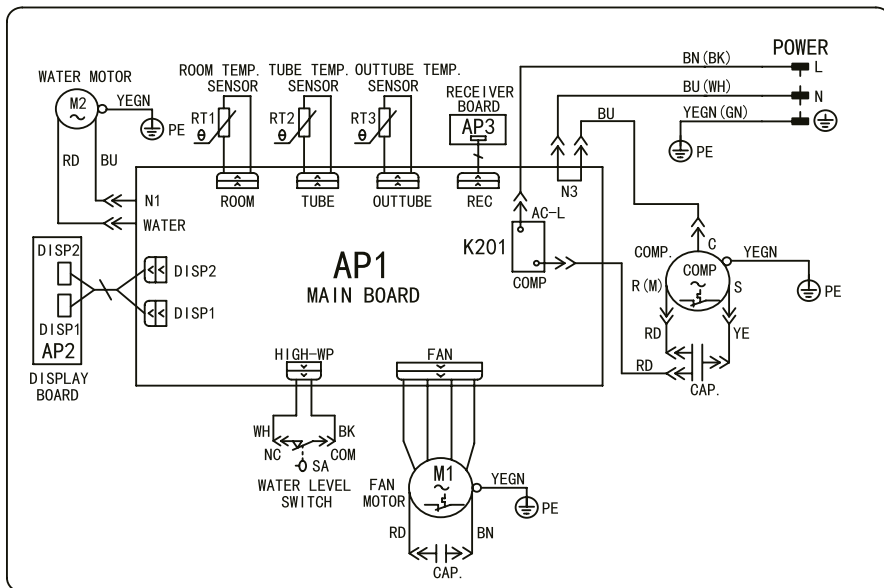 POWER
BN(BK)
L
BU(WH)
N
YEGN(GN)
PE
BU
ROOM TEMP. SENSOR
TUBE TEMP. SENSOR
OUTTUBE TEMP. SENSOR
RT1
θ
RT2
θ
RT3
θ
RECEIVER
BOARD
AP3
WATER MOTOR
M2
YEGN
PE
RD
BU
N1
WATER
ROOM
TUBE
OUTTUBE
REC
N3
AC-L
K201
COMP
AP1
MAIN BOARD
DISP2
DISP1
AP2
DISPLAY
BOARD
DISP2
DISP1
COMP.
C
COMP
YEGN
PE
R(M)
S
RD
YE
RD
CAP.
HIGH-WP
FAN
WH
BK
NC
COM
SA
WATER LEVEL
SWITCH
FAN
MOTOR
M1
YEGN
PE
RD
BN
CAP.